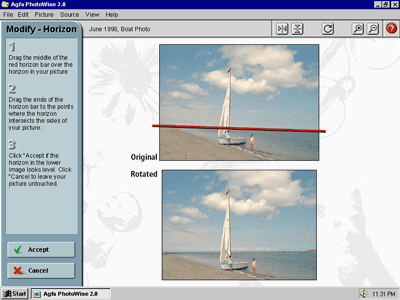 Agfa PhotoWise 2.0
File Edit Picture Source View Help
Modify - Horizon
June 1998, Boat Photo
1
Drag the middle of the
red horizon bar over the
horizon in your picture.
2
Drag the ends of the
horizon bar to the points
where the horizon
intersects the sides of
your picture.
3
Click "Accept if the
horizon in the lower
image looks level. Click
"Cancel to leave your
picture untouched.
Original
Rotated
Accept
Cancel
Start
Agfa PhotoWise 2.0
11:31 PM